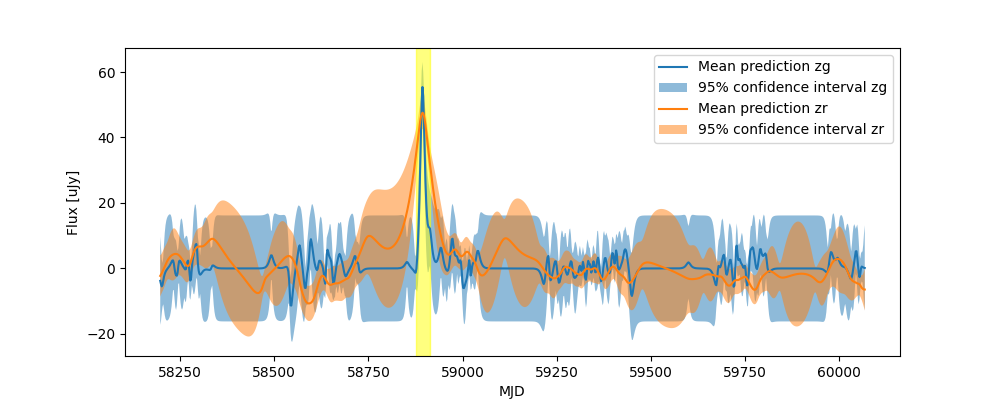 60
40
20
0
−20
Flux [uJy]
Mean prediction zg
95% confidence interval zg
Mean prediction zr
95% confidence interval zr
58250 58500 58750 59000 59250 59500 59750 60000
MJD